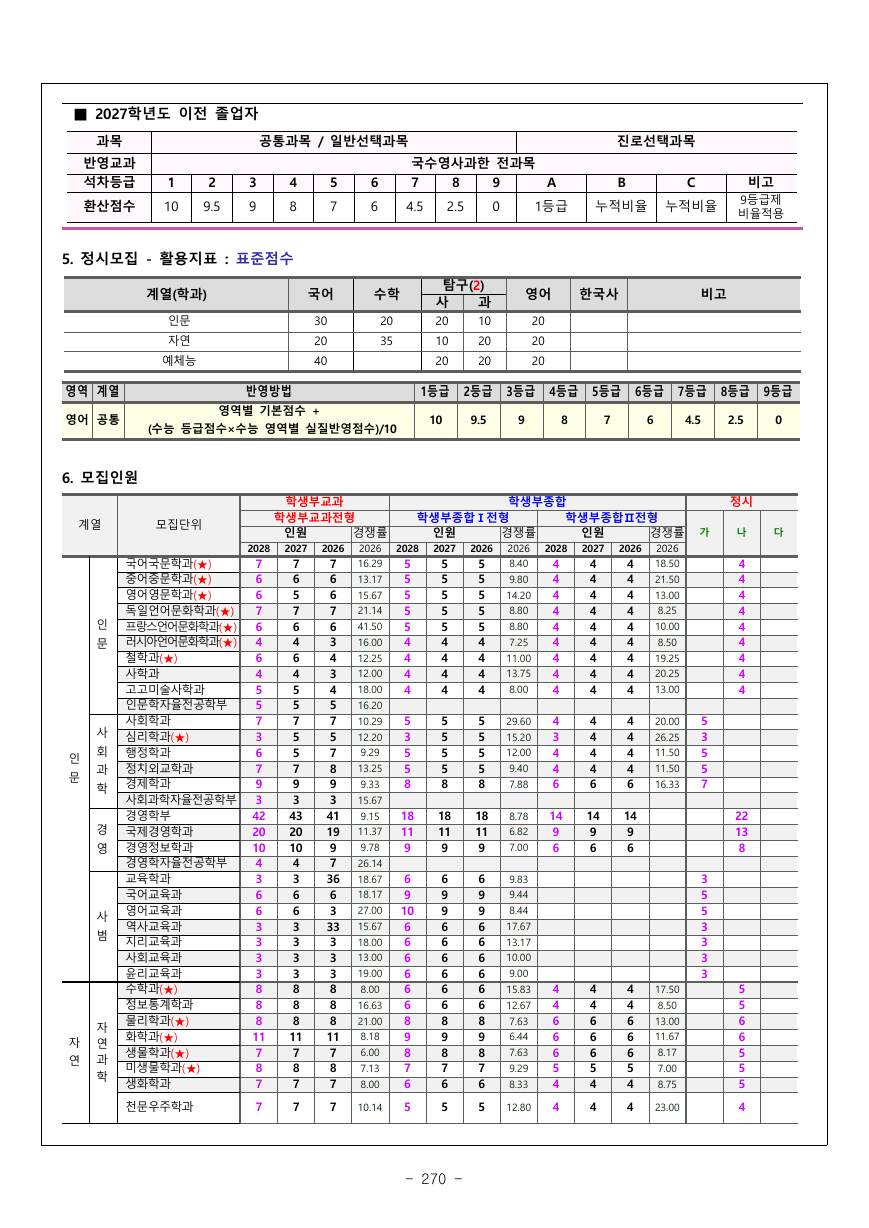 ■ 2027학년도 이전 졸업자
과목 공통과목 / 일반선택과목 진로선택과목
반영교과 국수영사과한 전과목
석차등급 1 2 3 4 5 6 7 8 9 A B C 비고
환산점수 10 9.5 9 8 7 6 4.5 2.5 0 1등급 누적비율 누적비율 9등급제 비율적용
5. 정시모집 - 활용지표 : 표준점수
계열(학과) 국어 수학 탐구(2) 영어 한국사 비고
사 과
인문 30 20 20 10 20
자연 20 35 10 20 20
예체능 40 20 20 20
영역 계열 반영방법 1등급 2등급 3등급 4등급 5등급 6등급 7등급 8등급 9등급
영어 공통 영역별 기본점수 + 10 9.5 9 8 7 6 4.5 2.5 0
(수능 등급점수×수능 영역별 실질반영점수)/10
6. 모집인원
계열 모집단위 학생부교과 학생부종합 정시
학생부교과전형 학생부종합Ⅰ전형 학생부종합Ⅱ전형 가 나 다
인원 경쟁률 인원 경쟁률 인원 경쟁률
2028 2027 2026 2026 2028 2027 2026 2026 2028 2027 2026 2026
인문
인문
국어국문학과(★) 7 7 7 16.29 5 5 5 8.40 4 4 4 18.50 4
중어중문학과(★) 6 6 6 13.17 5 5 5 9.80 4 4 4 21.50 4
영어영문학과(★) 6 5 6 15.67 5 5 5 14.20 4 4 4 13.00 4
독일언어문화학과(★) 7 7 7 21.14 5 5 5 8.80 4 4 4 8.25 4
프랑스언어문화학과(★) 6 6 6 41.50 5 5 5 8.80 4 4 4 10.00 4
러시아언어문화학과(★) 4 4 3 16.00 4 4 4 7.25 4 4 4 8.50 4
철학과(★) 6 6 4 12.25 4 4 4 11.00 4 4 4 19.25 4
사학과 4 4 3 12.00 4 4 4 13.75 4 4 4 20.25 4
고고미술사학과 5 5 4 18.00 4 4 4 8.00 4 4 4 13.00 4
인문학자율전공학부 5 5 5 16.20
사회과학
사회학과 7 7 7 10.29 5 5 5 29.60 4 4 4 20.00 5
심리학과(★) 3 5 5 12.20 3 5 5 15.20 3 4 4 26.25 3
행정학과 6 5 7 9.29 5 5 5 12.00 4 4 4 11.50 5
정치외교학과 7 7 8 13.25 5 5 5 9.40 4 4 4 11.50 5
경제학과 9 9 9 9.33 8 8 8 7.88 6 6 6 16.33 7
사회과학자율전공학부 3 3 3 15.67
경영
경영학부 42 43 41 9.15 18 18 18 8.78 14 14 14 22
국제경영학과 20 20 19 11.37 11 11 11 6.82 9 9 9 13
경영정보학과 10 10 9 9.78 9 9 9 7.00 6 6 6 8
경영학자율전공학부 4 4 7 26.14
사범
교육학과 3 3 36 18.67 6 6 6 9.83 3
국어교육과 6 6 6 18.17 9 9 9 9.44 5
영어교육과 6 6 3 27.00 10 9 9 8.44 5
역사교육과 3 3 33 15.67 6 6 6 17.67 3
지리교육과 3 3 3 18.00 6 6 6 13.17 3
사회교육과 3 3 3 13.00 6 6 6 10.00 3
윤리교육과 3 3 3 19.00 6 6 6 9.00 3
자연
자연과학
수학과(★) 8 8 8 8.00 6 6 6 15.83 4 4 4 17.50 5
정보통계학과 8 8 8 16.63 6 6 6 12.67 4 4 4 8.50 5
물리학과(★) 8 8 8 21.00 8 8 8 7.63 6 6 6 13.00 6
화학과(★) 11 11 11 8.18 9 9 9 6.44 6 6 6 11.67 6
생물학과(★) 7 7 7 6.00 8 8 8 7.63 6 6 6 8.17 5
미생물학과(★) 8 8 8 7.13 7 7 7 9.29 5 5 5 7.00 5
생화학과 7 7 7 8.00 6 6 6 8.33 4 4 4 8.75 5
천문우주학과 7 7 7 10.14 5 5 5 12.80 4 4 4 23.00 4
- 270 -